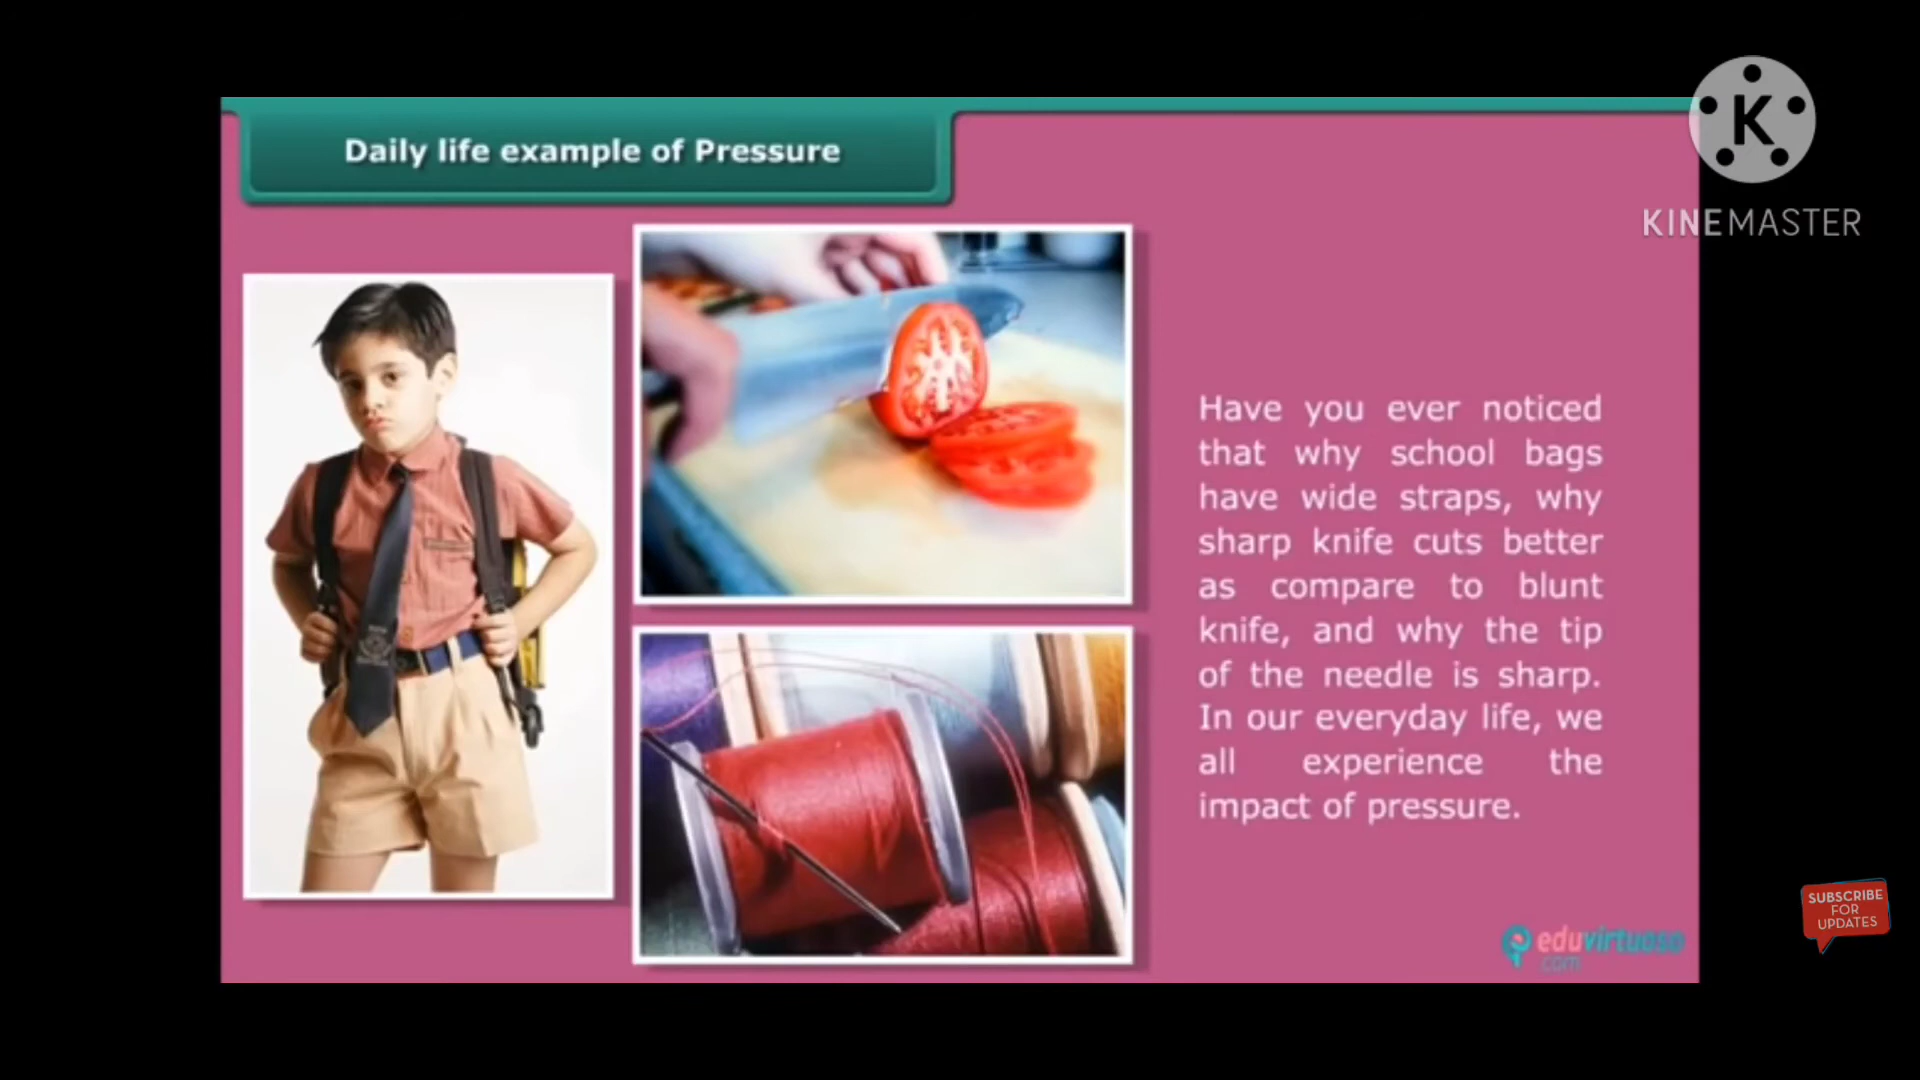 Daily life example of Pressure
K
KINEMASTER
Have you ever noticed
that why school bags
have wide straps, why
sharp knife cuts better
as compare to blunt
knife, and why the tip
of the needle is sharp.
In our everyday life, we
all experience the
impact of pressure.
SUBSCRIBE
FOR
UPDATES
eduvirtuoso
.com